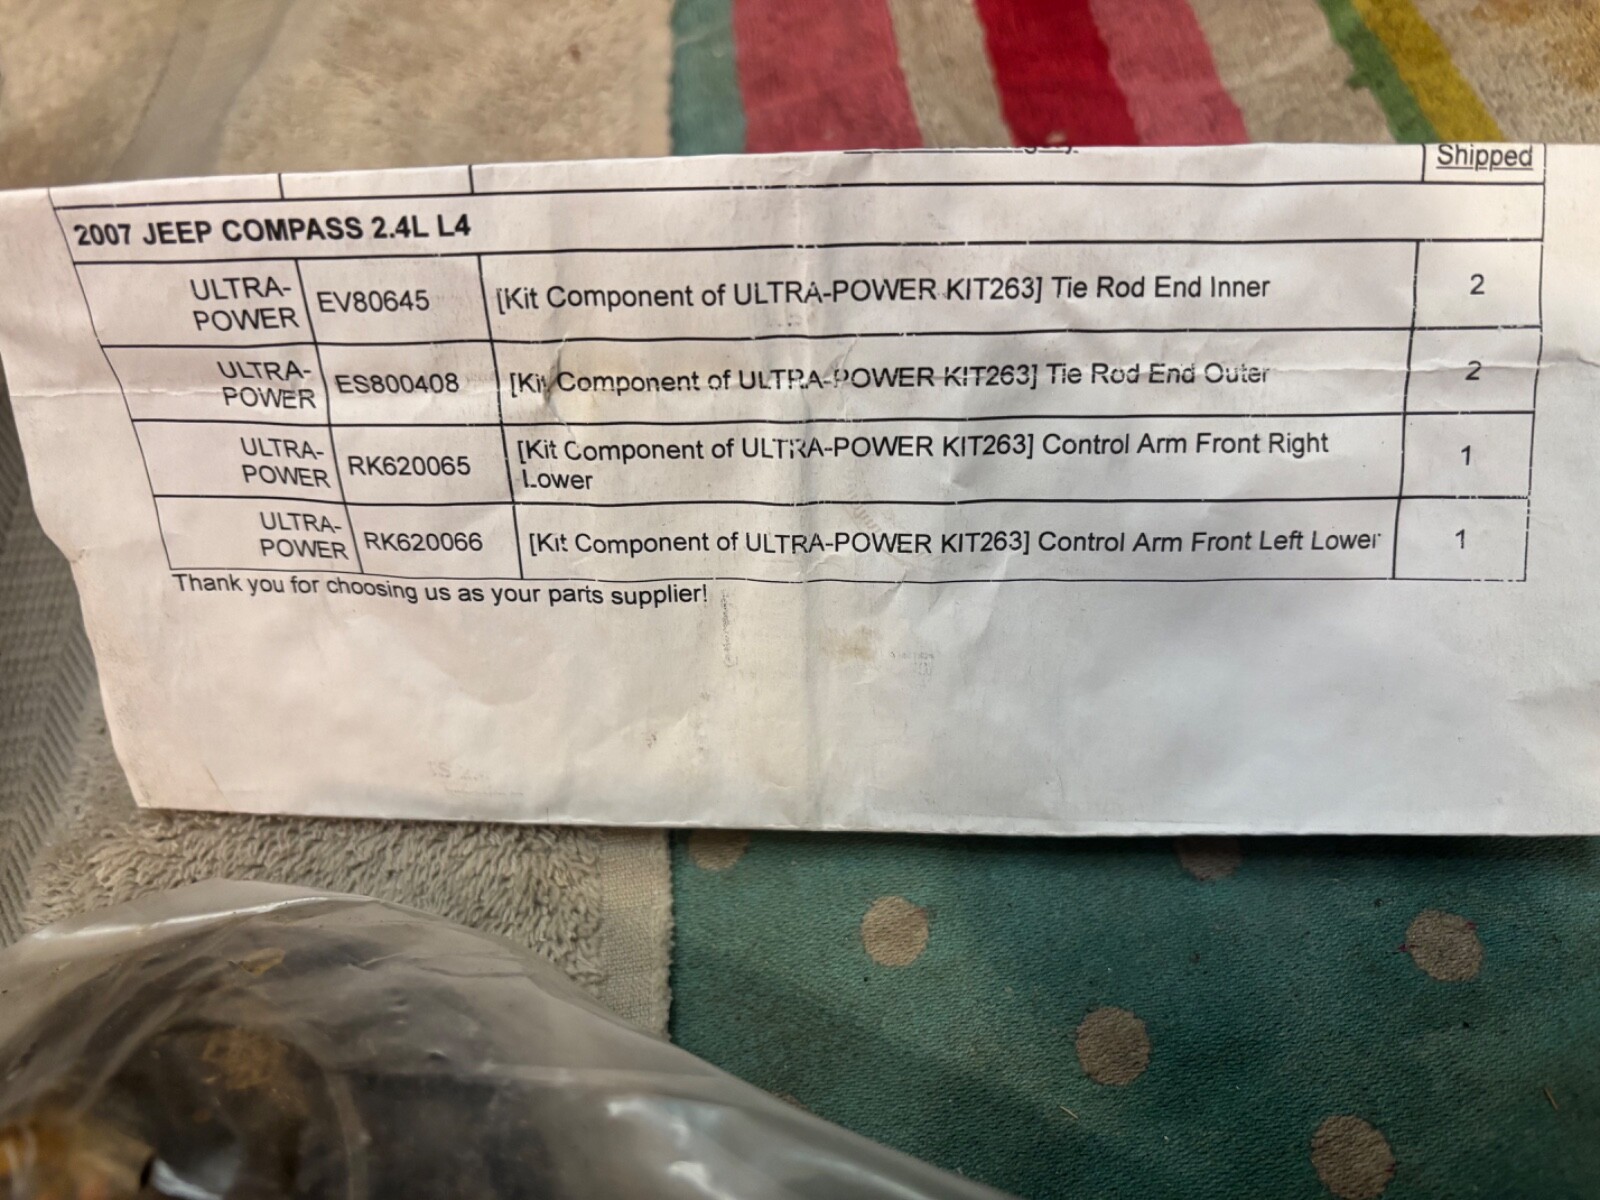 Shipped
2007 JEEP COMPASS 2.4L L4
ULTRA-
POWER
EV80645
[Kit Component of ULTRA-POWER KIT263] Tie Rod End Inner
2
ULTRA-
POWER
ES800408
[Kit Component of ULTRA-POWER KIT263] Tie Rod End Outer
2
ULTRA-
POWER
RK620065
[Kit Component of ULTRA-POWER KIT263] Control Arm Front Right
Lower
1
ULTRA-
POWER
RK620066
[Kit Component of ULTRA-POWER KIT263] Control Arm Front Left Lower
1
Thank you for choosing us as your parts supplier!